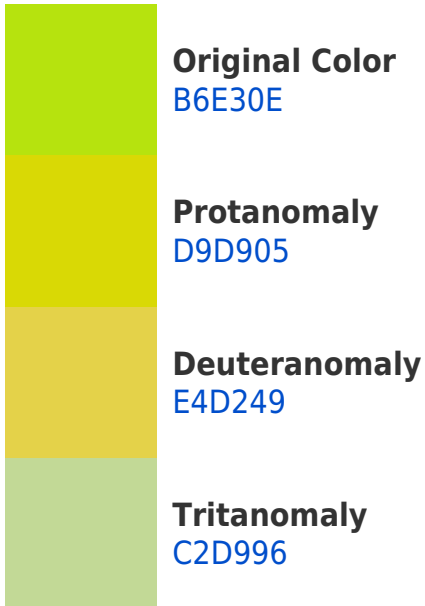 Original Color
B6E30E
Protanomaly
D9D905
Deuteranomaly
E4D249
Tritanomaly
C2D996